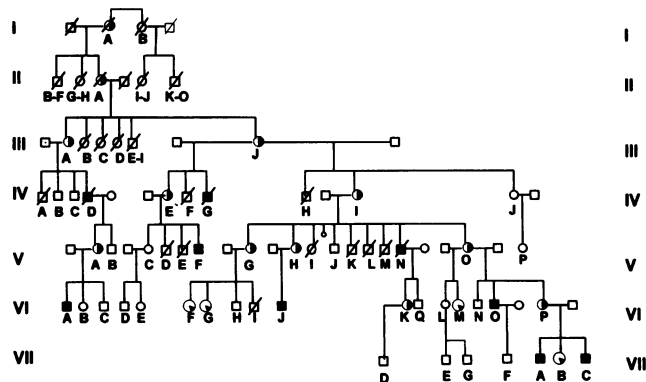 I A B I
II B-F G-H A I-J K-O II
III A B C D E-I J III
IV A B C D E F G H I J IV
V A B C D E F G H I J K L M N O P V
VI A B C D E F G H I J K Q L M N O P VI
VII D E G F A B C VII